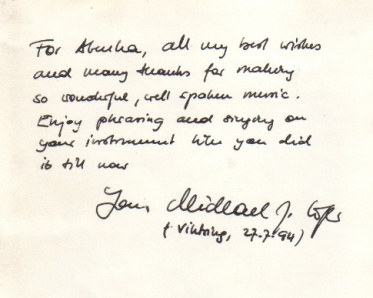 For , all my best wishes
and many thanks for making
so wonderful, well spoken music.
Enjoy phrasing and singing on
your instrument like you did
it till now
Your Michael J.
(Viktring, 27.7.94)